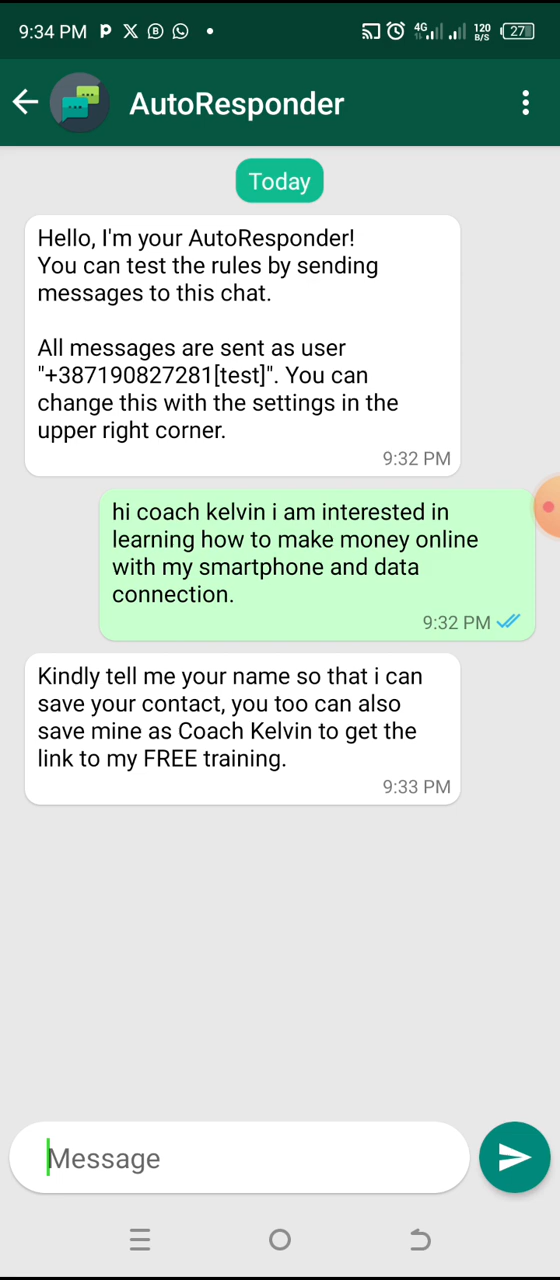 9:34 PM
4G
120 B/S
27
AutoResponder
Today
Hello, I'm your AutoResponder!
You can test the rules by sending
messages to this chat.
All messages are sent as user
"+387190827281[test]". You can
change this with the settings in the
upper right corner.
9:32 PM
hi coach kelvin i am interested in
learning how to make money online
with my smartphone and data
connection.
9:32 PM
Kindly tell me your name so that i can
save your contact, you too can also
save mine as Coach Kelvin to get the
link to my FREE training.
9:33 PM
Message